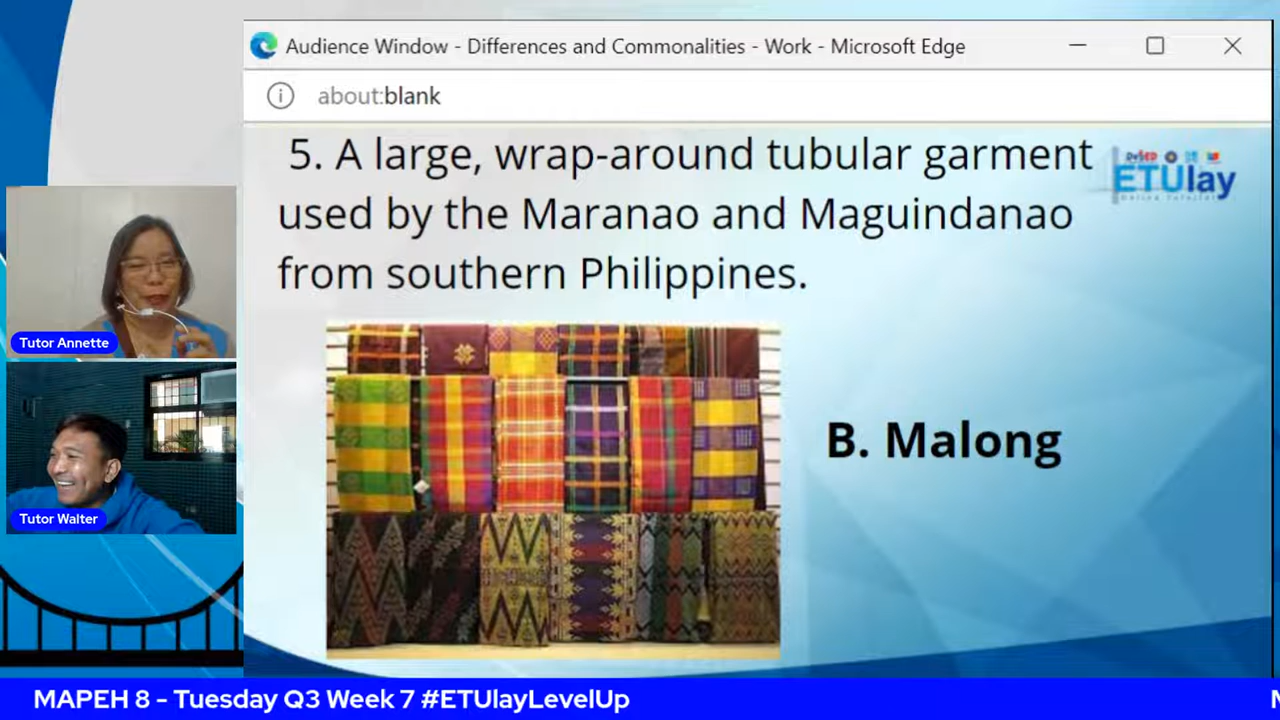 Audience Window - Differences and Commonalities - Work - Microsoft Edge
about:blank
5. A large, wrap-around tubular garment
used by the Maranao and Maguindanao
from southern Philippines.
DepED
ETUlay
B. Malong
Tutor Annette
Tutor Walter
MAPEH 8 - Tuesday Q3 Week 7 #ETUlayLevelUp
M